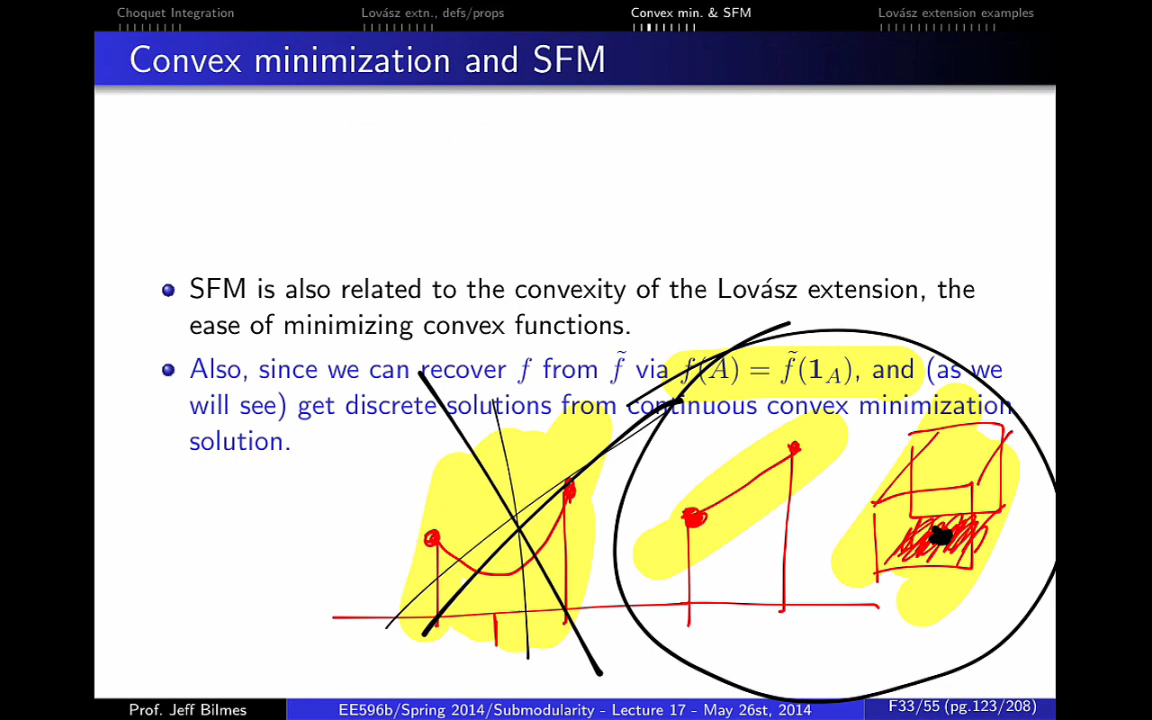 Choquet Integration Lovász extn., defs/props Convex min. & SFM Lovász extension examples
Convex minimization and SFM
SFM is also related to the convexity of the Lovász extension, the
ease of minimizing convex functions.
Also, since we can recover f from f̃ via f(A) = f̃(1_A), and (as we
will see) get discrete solutions from continuous convex minimization
solution.
Prof. Jeff Bilmes EE596b/Spring 2014/Submodularity - Lecture 17 - May 26st, 2014 F33/55 (pg.123/208)